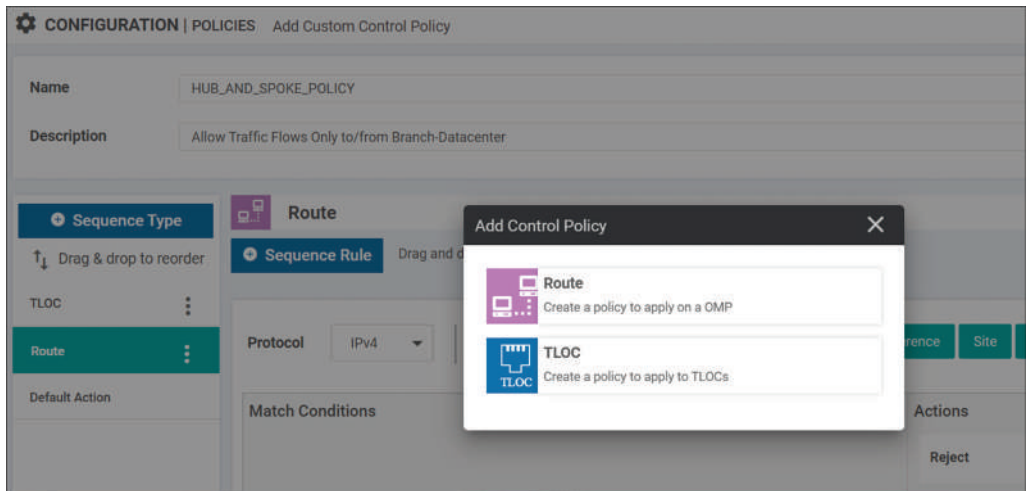 CONFIGURATION | POLICIES Add Custom Control Policy
Name HUB_AND_SPOKE_POLICY
Description Allow Traffic Flows Only to/from Branch-Datacenter
Sequence Type
Drag & drop to reorder
TLOC
Route
Default Action
Route
Sequence Rule Drag and d
Protocol IPv4
Site
Match Conditions
Actions
Reject
Add Control Policy
Route
Create a policy to apply on a OMP
TLOC
TLOC
Create a policy to apply to TLOCs